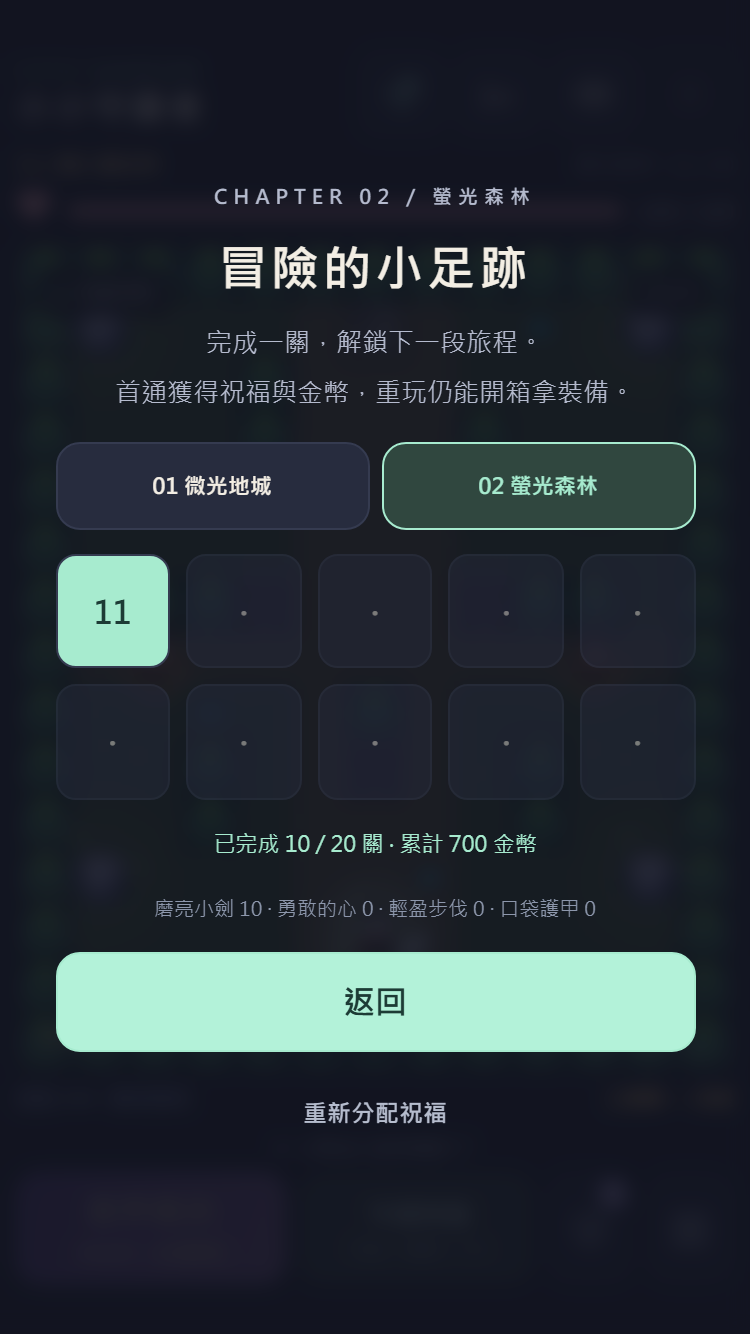 CHAPTER 02 / 螢光森林
冒險的小足跡
完成一關，解鎖下一段旅程。
首通獲得祝福與金幣，重玩仍能開箱拿裝備。
01 微光地城
02 螢光森林
11
已完成 10 / 20 關 · 累計 700 金幣
磨亮小劍 10 · 勇敢的心 0 · 輕盈步伐 0 · 口袋護甲 0
返回
重新分配祝福